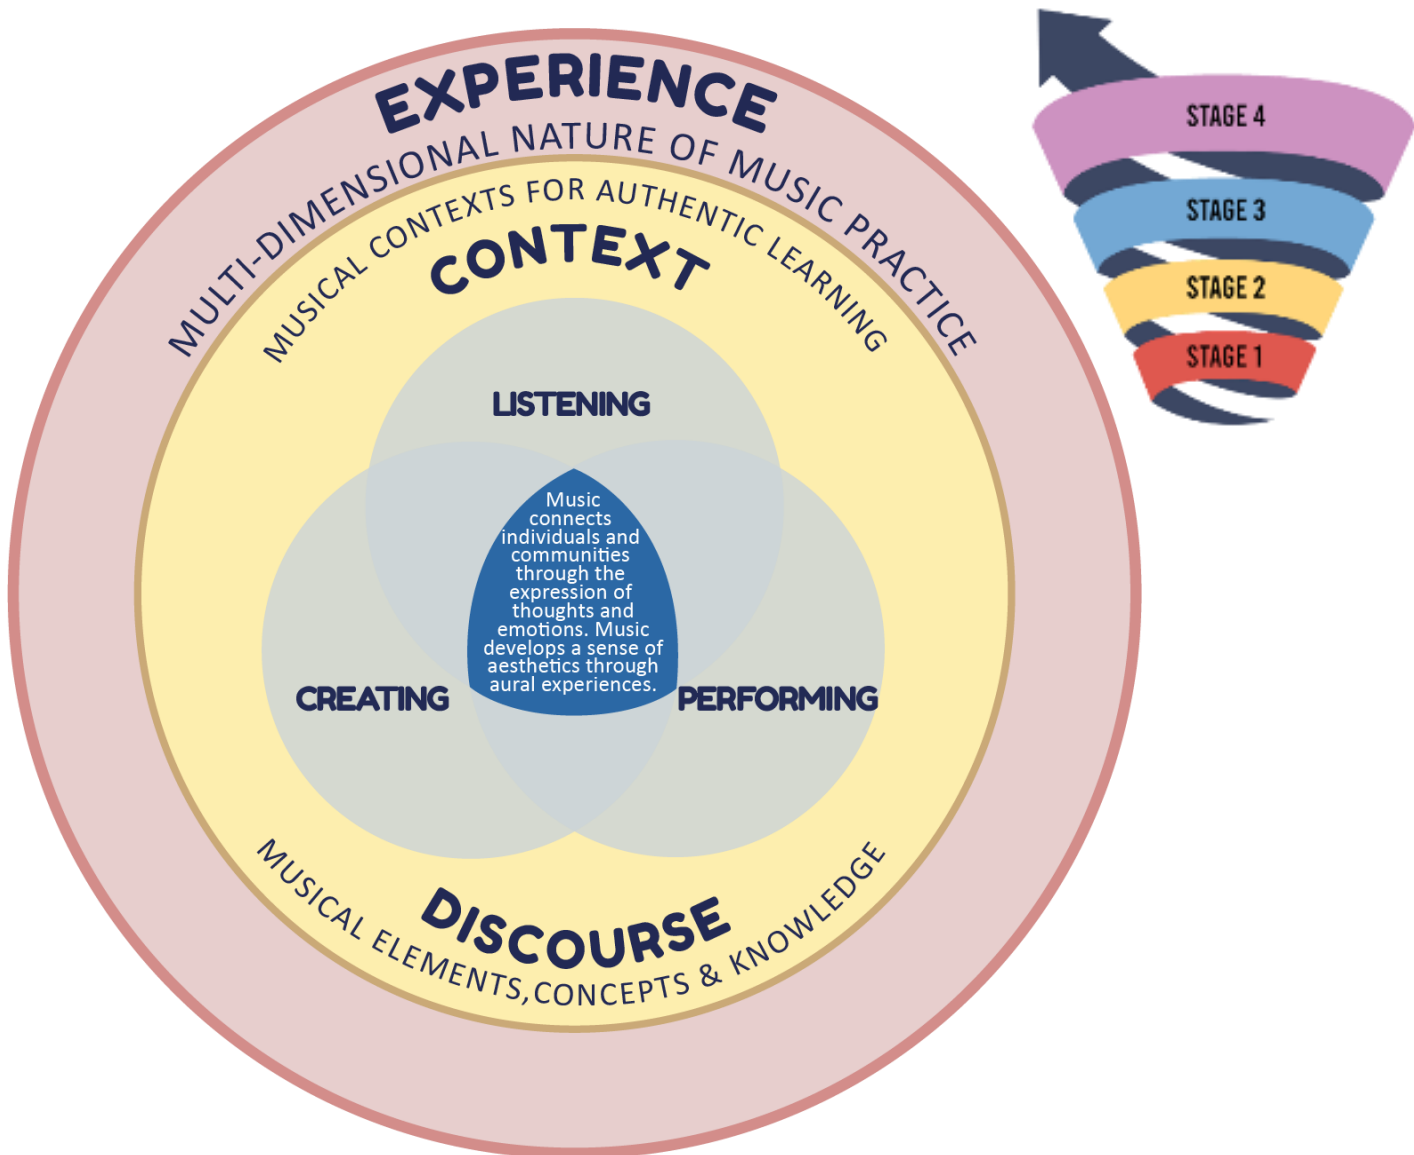 EXPERIENCE
MULTI-DIMENSIONAL NATURE OF MUSIC PRACTICE
MUSICAL CONTEXTS FOR AUTHENTIC LEARNING
CONTEXT
LISTENING
Music
connects
individuals and
communities
through the
expression of
thoughts and
emotions. Music
develops a sense of
aesthetics through
aural experiences.
CREATING
PERFORMING
DISCOURSE
MUSICAL ELEMENTS,CONCEPTS & KNOWLEDGE
STAGE 4
STAGE 3
STAGE 2
STAGE 1